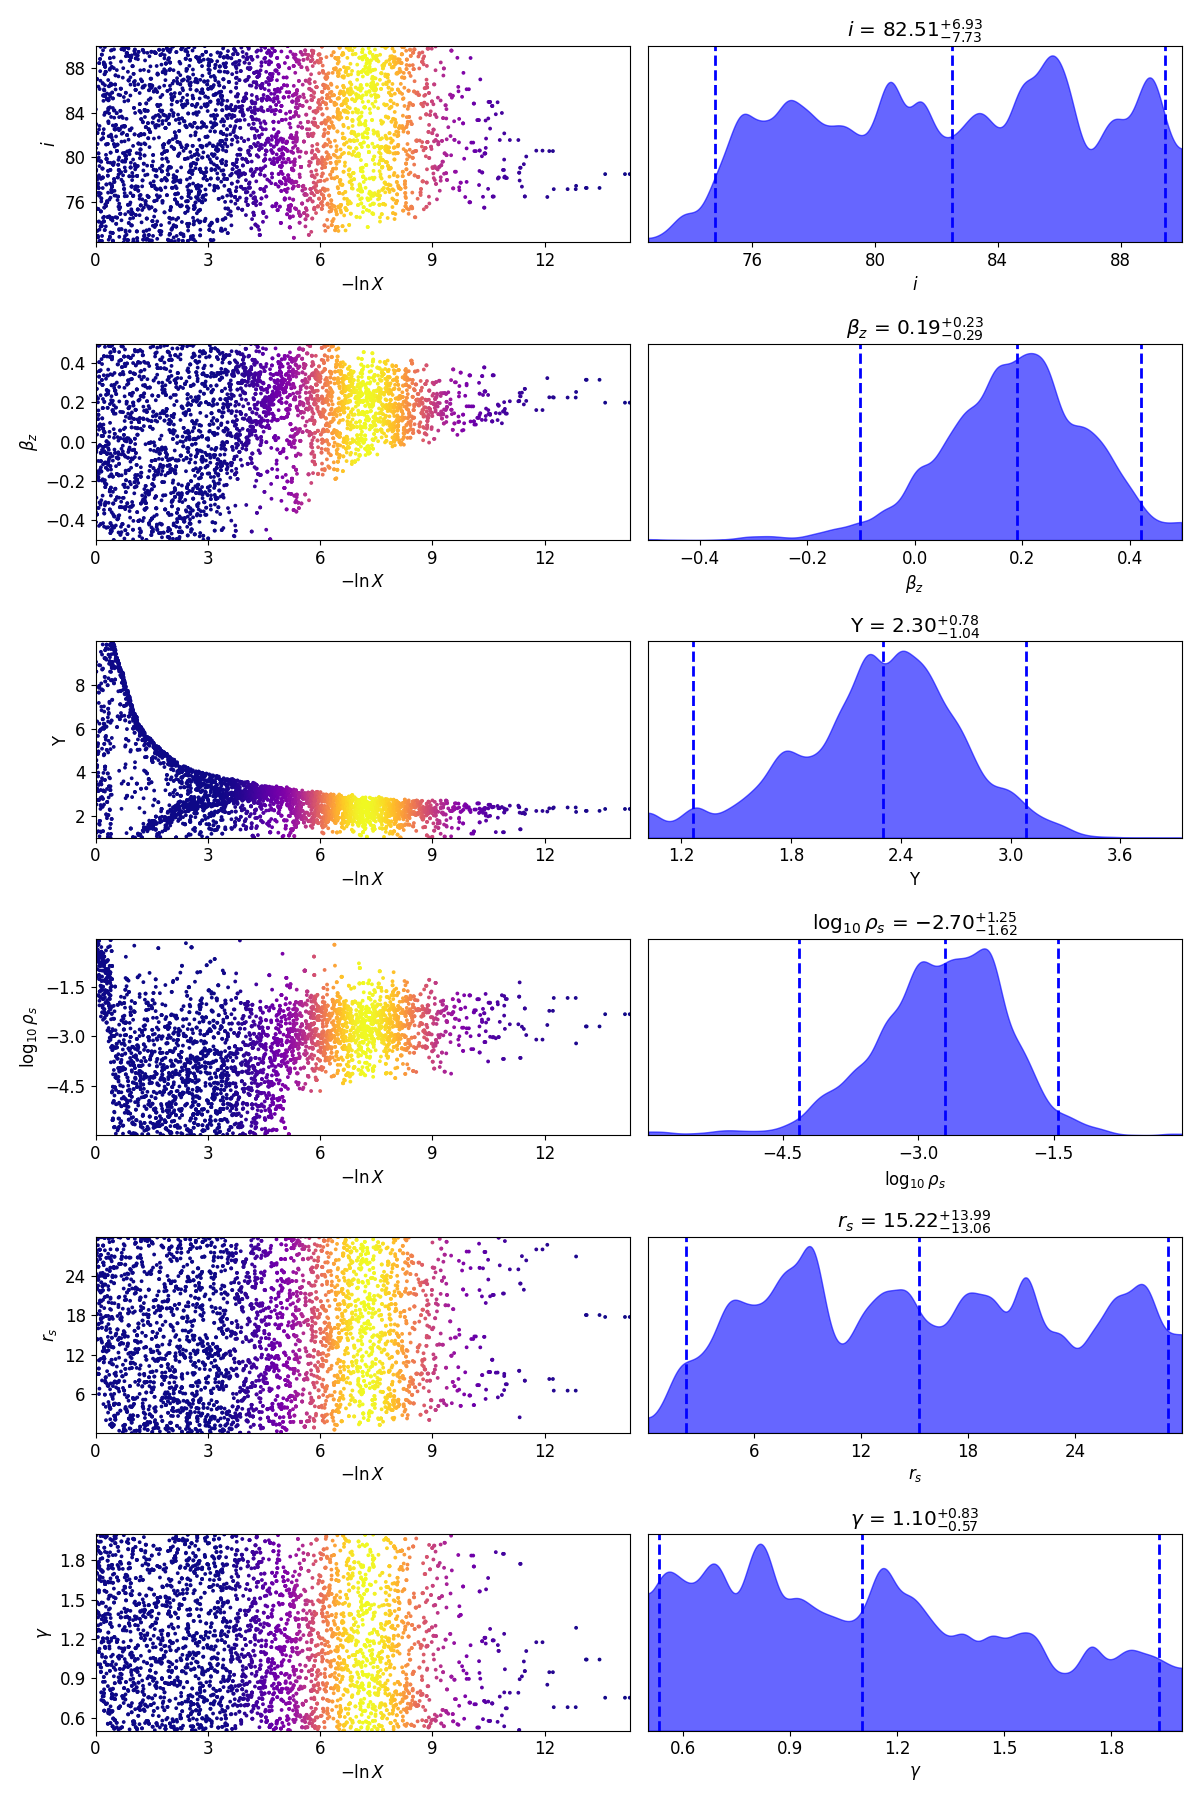 i = 82.51+6.93−7.73
88
84
80
76
i
0 3 6 9 12
−ln X
76 80 84 88
i
βz = 0.19+0.23−0.29
0.4
0.2
0.0
−0.2
−0.4
βz
0 3 6 9 12
−ln X
−0.4 −0.2 0.0 0.2 0.4
βz
Y = 2.30+0.78−1.04
8
6
4
2
Y
0 3 6 9 12
−ln X
1.2 1.8 2.4 3.0 3.6
Y
log10 ρs = −2.70+1.25−1.62
−1.5
−3.0
−4.5
log10 ρs
0 3 6 9 12
−ln X
−4.5 −3.0 −1.5
log10 ρs
rs = 15.22+13.99−13.06
24
18
12
6
rs
0 3 6 9 12
−ln X
6 12 18 24
rs
γ = 1.10+0.83−0.57
1.8
1.5
1.2
0.9
0.6
γ
0 3 6 9 12
−ln X
0.6 0.9 1.2 1.5 1.8
γ